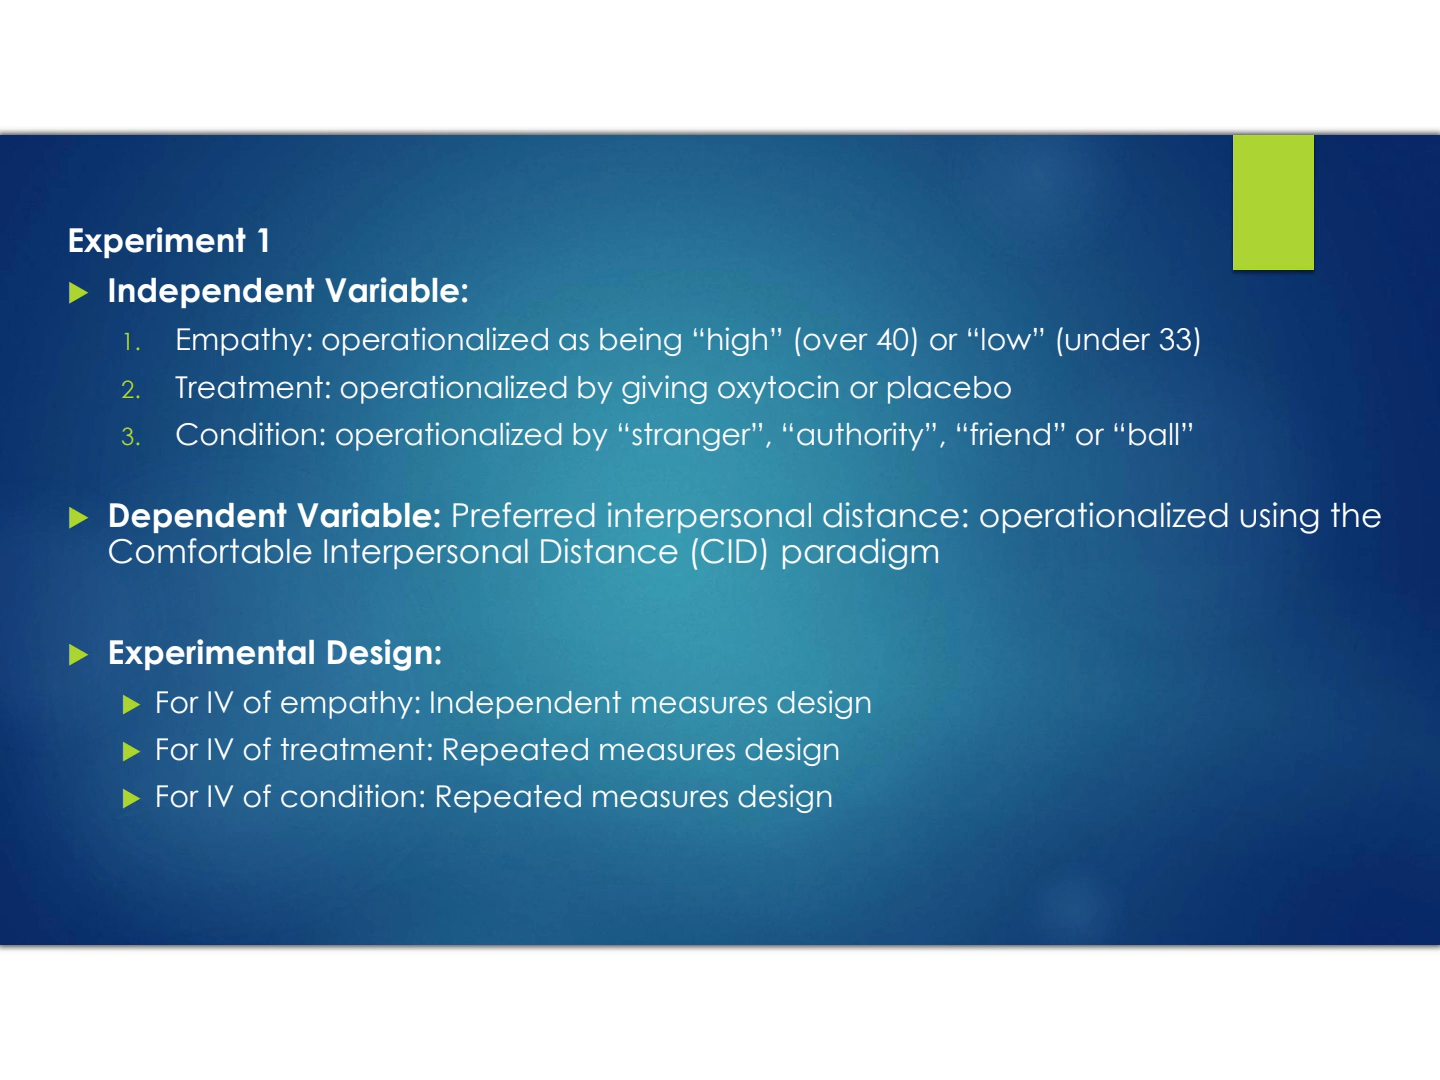 Experiment 1
Independent Variable:
1. Empathy: operationalized as being “high” (over 40) or “low” (under 33)
2. Treatment: operationalized by giving oxytocin or placebo
3. Condition: operationalized by “stranger”, “authority”, “friend” or “ball”
Dependent Variable: Preferred interpersonal distance: operationalized using the
Comfortable Interpersonal Distance (CID) paradigm
Experimental Design:
For IV of empathy: Independent measures design
For IV of treatment: Repeated measures design
For IV of condition: Repeated measures design